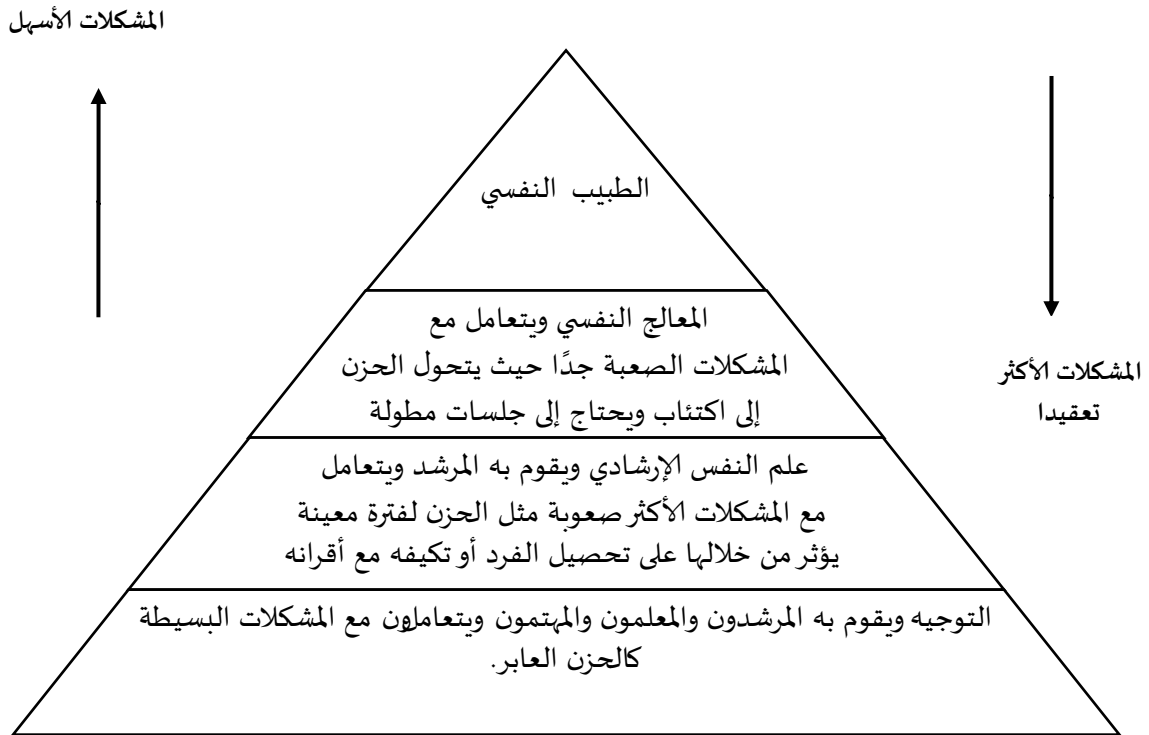 المشكلات الأسهل
الطبيب النفسي
المعالج النفسي ويتعامل مع
المشكلات الصعبة جدًا حيث يتحول الحزن
إلى اكتئاب ويحتاج إلى جلسات مطولة
المشكلات الأكثر
تعقيدا
علم النفس الإرشادي ويقوم به المرشد ويتعامل
مع المشكلات الأكثر صعوبة مثل الحزن لفترة معينة
يؤثر من خلالها على تحصيل الفرد أو تكيفه مع أقرانه
التوجيه ويقوم به المرشدون والمعلمون والمهتمون ويتعاملون مع المشكلات البسيطة
كالحزن العابر.